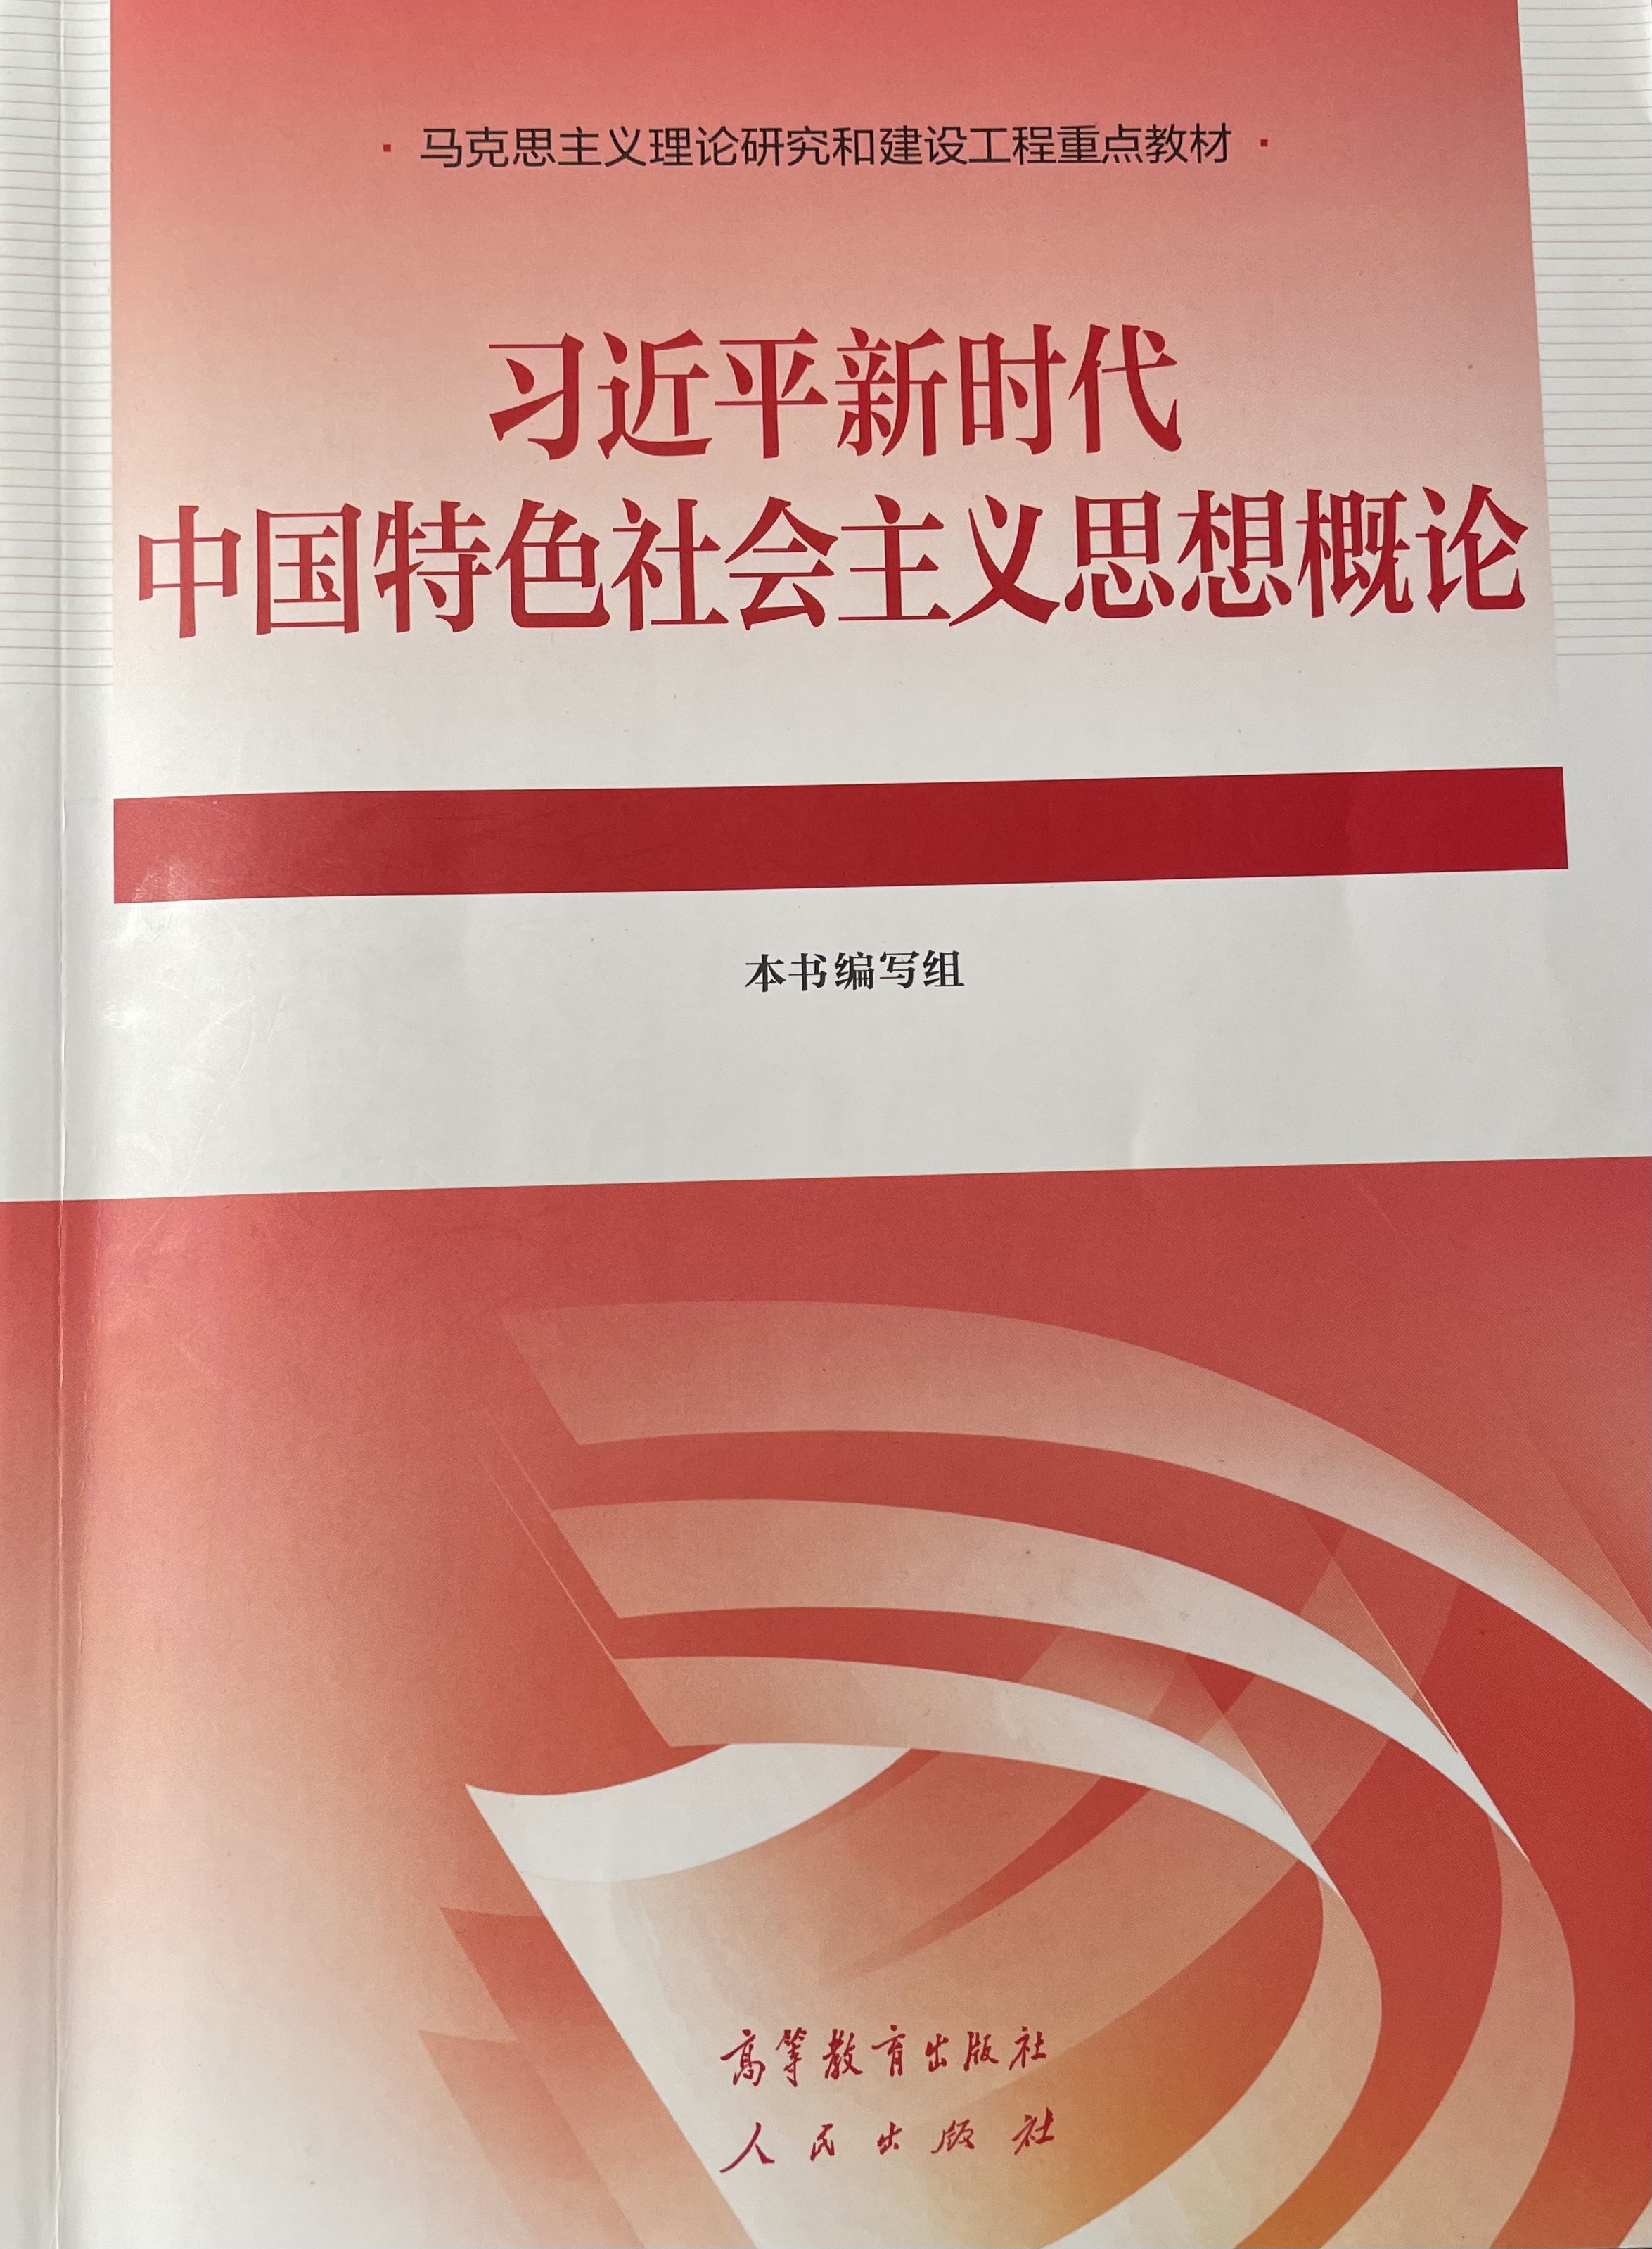 · 马克思主义理论研究和建设工程重点教材 ·
习近平新时代
中国特色社会主义思想概论
本书编写组
高等教育出版社
人民出版社